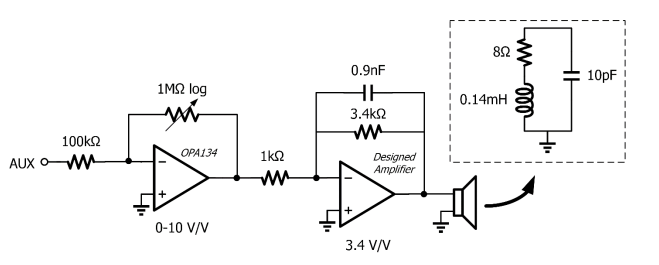 AUX
100kΩ
1MΩ log
OPA134
0-10 V/V
1kΩ
0.9nF
3.4kΩ
Designed
Amplifier
3.4 V/V
8Ω
0.14mH
10pF